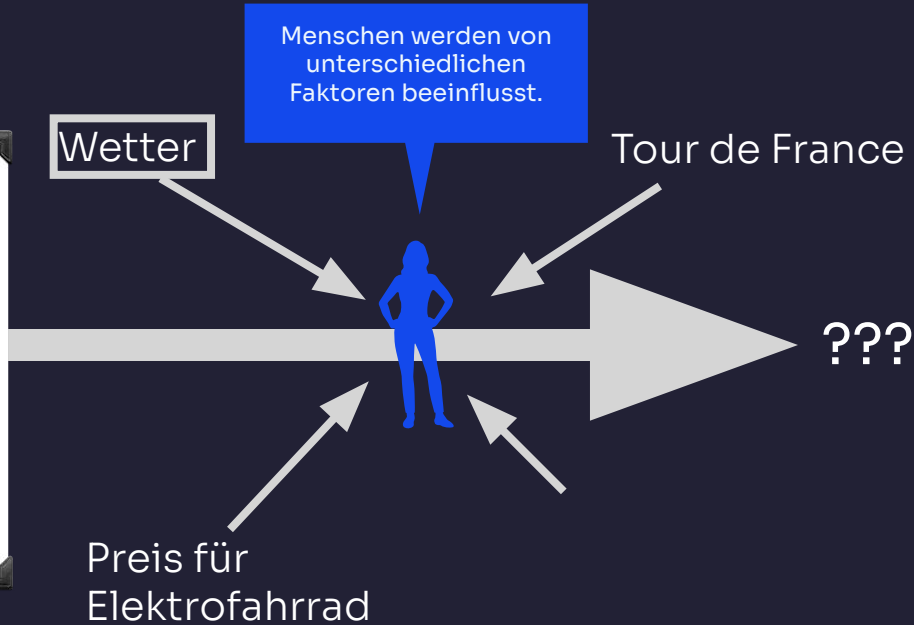 Menschen werden von
unterschiedlichen
Faktoren beeinflusst.
Wetter
Tour de France
???
Preis für
Elektrofahrrad